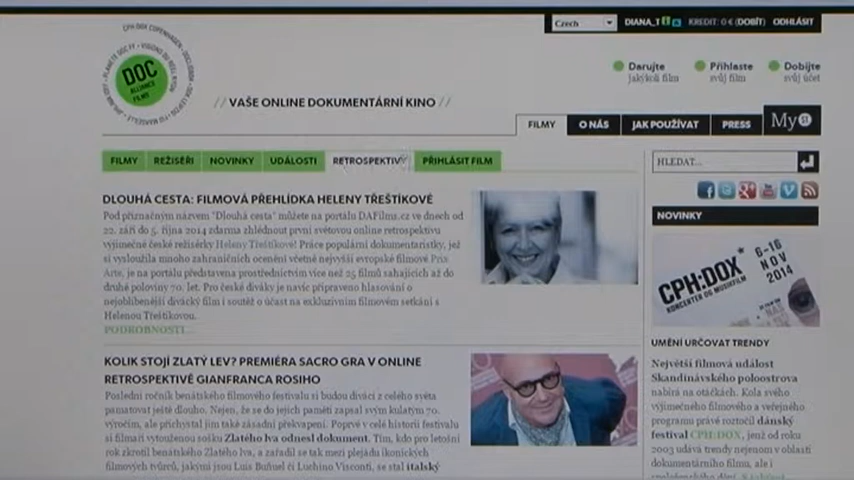 Czech
DIANA_T
KREDIT: 0 € (DOBÍT) ODHLÁSIT
DOC
ALLIANCE
FILMS
// VAŠE ONLINE DOKUMENTÁRNÍ KINO //
Darujte
jakýkoli film
Přihlaste
svůj film
Dobijte
svůj účet
FILMY
O NÁS
JAK POUŽÍVAT
PRESS
My
FILMY
REŽISÉŘI
NOVINKY
UDÁLOSTI
RETROSPEKTIVY
PŘIHLÁSIT FILM
HLEDAT...
DLOUHÁ CESTA: FILMOVÁ PŘEHLÍDKA HELENY TŘEŠTÍKOVÉ
Pod příznačným názvem "Dlouhá cesta" můžete na portálu DAFilms.cz ve dnech od
22. září do 5. října 2014 zdarma zhlédnout první světovou online retrospektivu
výjimečné české režisérky Heleny Třeštíkové! Práce populární dokumentaristky, jež
si vysloužila mnoho zahraničních ocenění včetně nejvyšší evropské filmové Prix
Arte, je na portálu představena prostřednictvím více než 25 filmů sahajících až do
druhé poloviny 70. let. Pro české diváky je navíc připraveno hlasování o
nejoblíbenější divácký film i soutěž o účast na exkluzivním filmovém setkání s
Helenou Třeštíkovou.
PODROBNOSTI...
KOLIK STOJÍ ZLATÝ LEV? PREMIÉRA SACRO GRA V ONLINE
RETROSPEKTIVĚ GIANFRANCA ROSIHO
Poslední ročník benátského filmového festivalu si budou diváci z celého světa
pamatovat ještě dlouho. Nejen, že se do jejich paměti zapsal svým kulatým 70.
výročím, ale přichystal jim také zásadní překvapení. Poprvé v celé historii festivalu
si filmaři vytouženou sošku Zlatého lva odnesl dokument. Tím, kdo pro letošní
rok zkrotil benátského Zlatého lva, a zařadil se tak mezi plejádu ikonických
filmových tvůrců, jakými jsou Luis Buñuel či Luchino Visconti, se stal italský
NOVINKY
CPH:DOX
KONCERTER OG MUSIKFILM
6–16
NOV
2014
UMĚNÍ URČOVAT TRENDY
Největší filmová událost
Skandinávského poloostrova
nabírá na otáčkách. Kola svého
výjimečného filmového a veřejného
programu právě roztočil dánský
festival CPH:DOX, jenž od roku
2003 udává trendy nejenom v oblasti
dokumentárního filmu, ale i